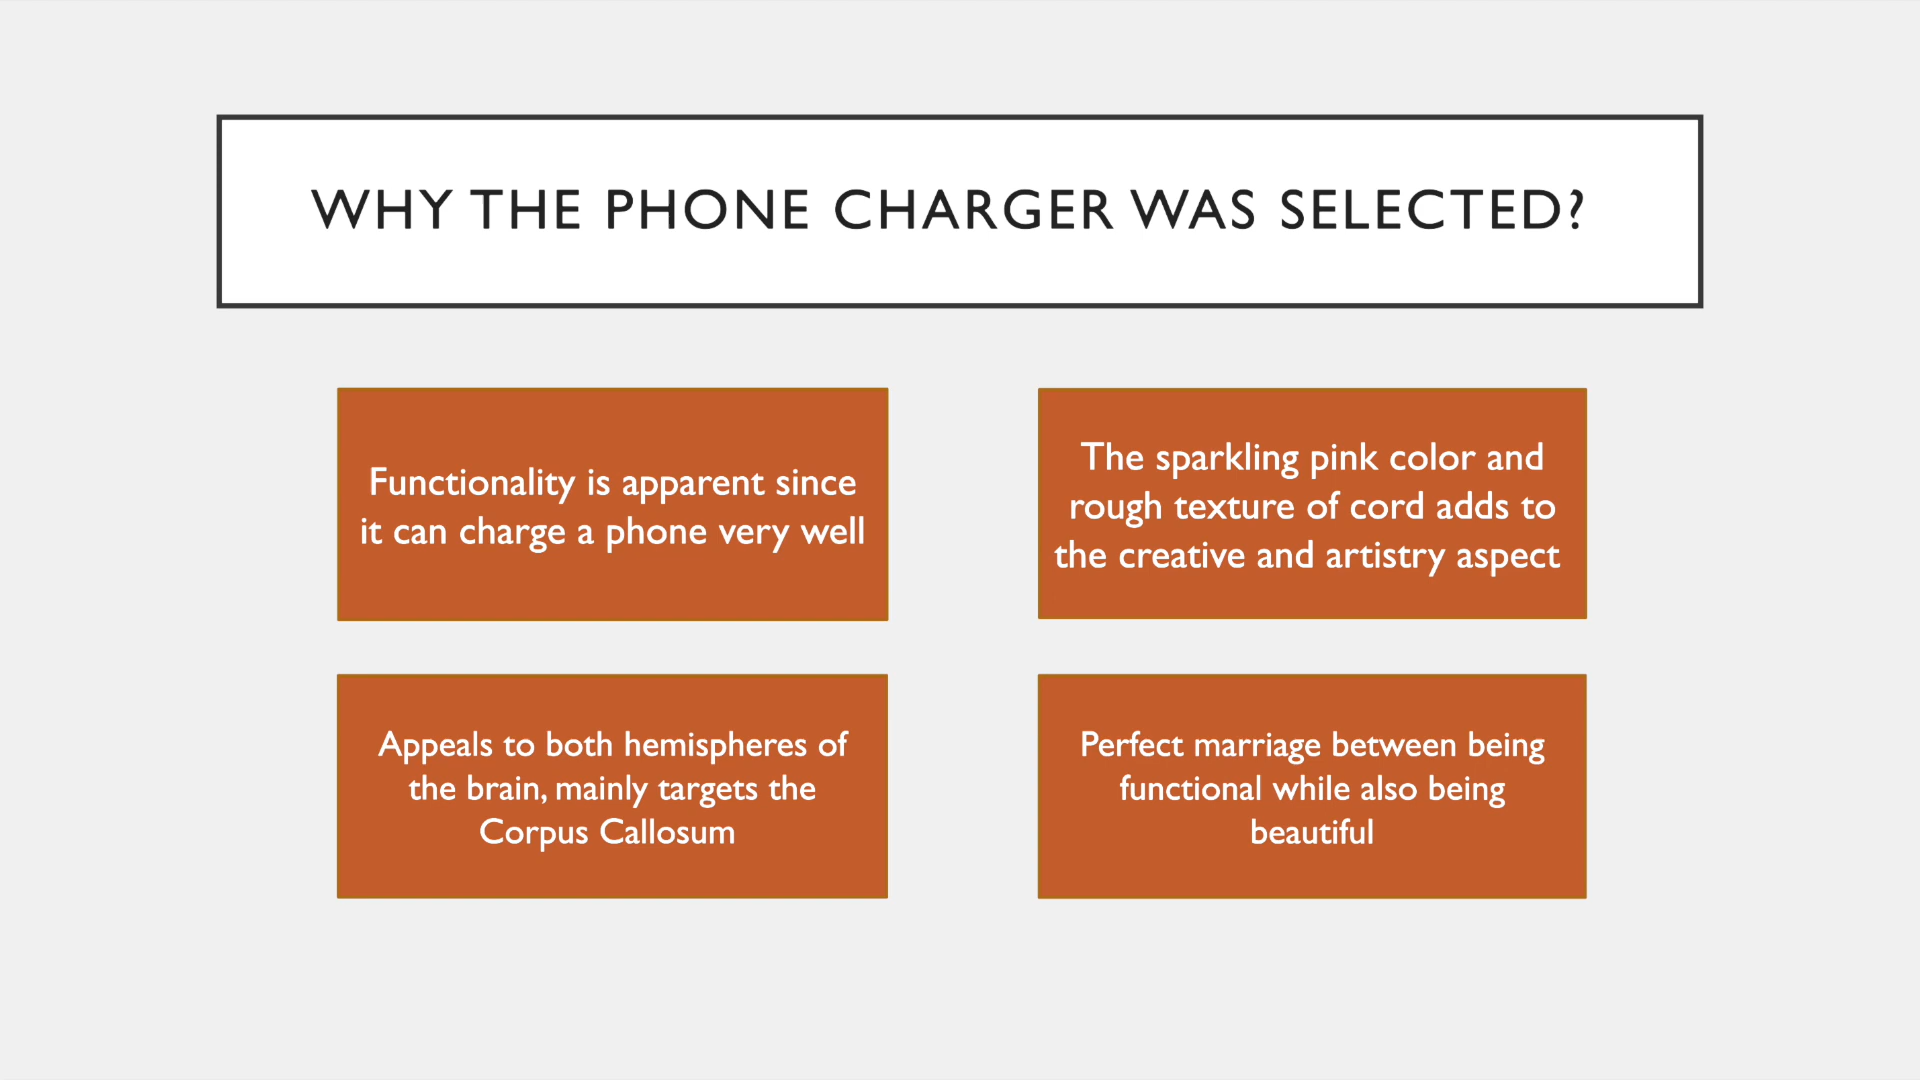 WHY THE PHONE CHARGER WAS SELECTED?
Functionality is apparent since
it can charge a phone very well
The sparkling pink color and
rough texture of cord adds to
the creative and artistry aspect
Appeals to both hemispheres of
the brain, mainly targets the
Corpus Callosum
Perfect marriage between being
functional while also being
beautiful